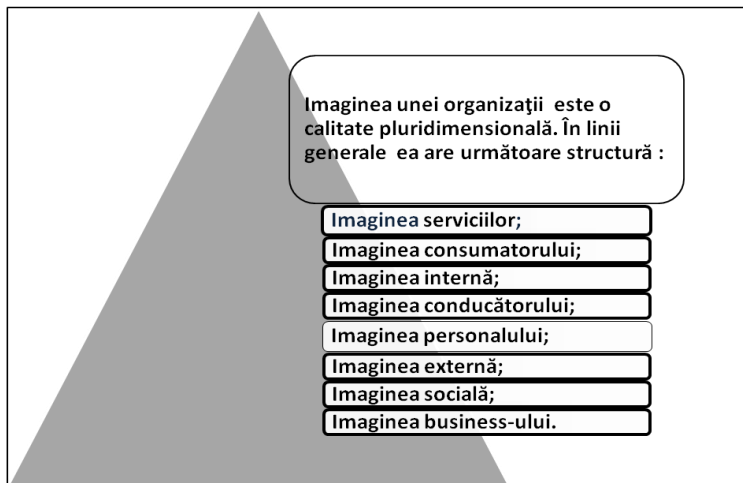 Imaginea unei organizaţii este o
calitate pluridimensională. În linii
generale ea are următoare structură :
Imaginea serviciilor;
Imaginea consumatorului;
Imaginea internă;
Imaginea conducătorului;
Imaginea personalului;
Imaginea externă;
Imaginea socială;
Imaginea business-ului.